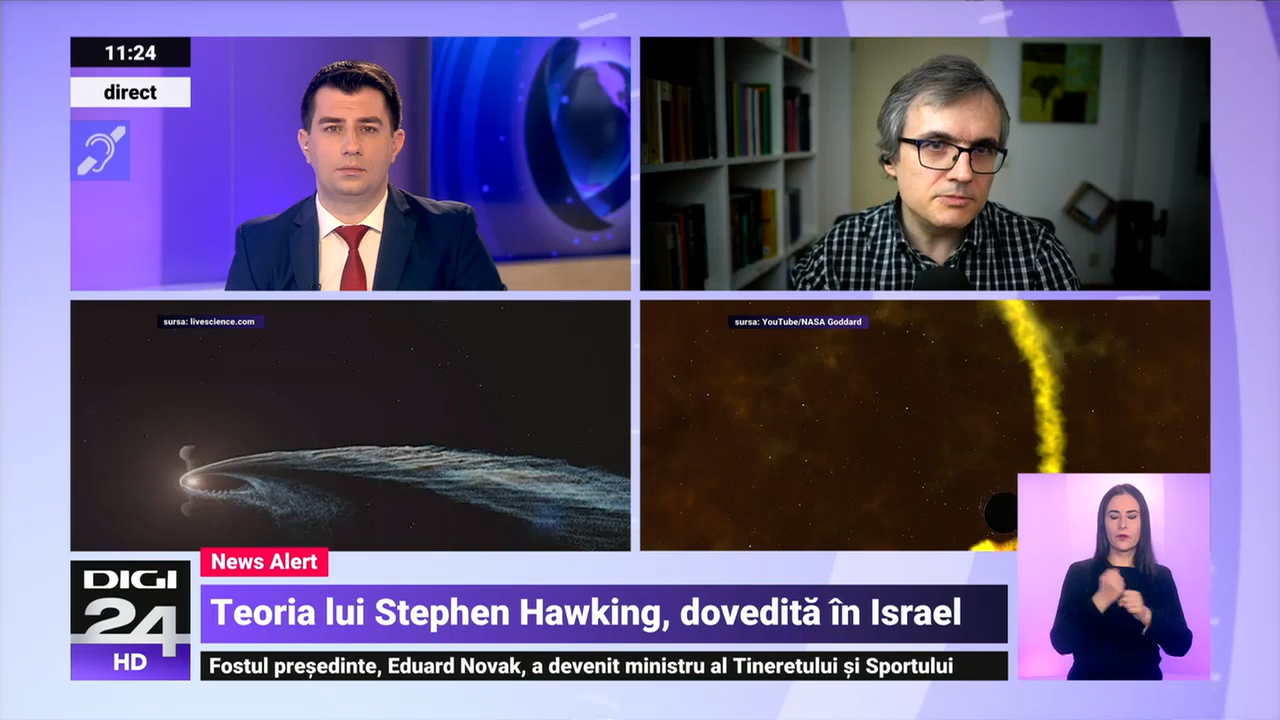 11:24
direct
sursa: livescience.com
sursa: YouTube/NASA Goddard
News Alert
DIGI
24
HD
Teoria lui Stephen Hawking, dovedită în Israel
Fostul președinte, Eduard Novak, a devenit ministru al Tineretului și Sportului